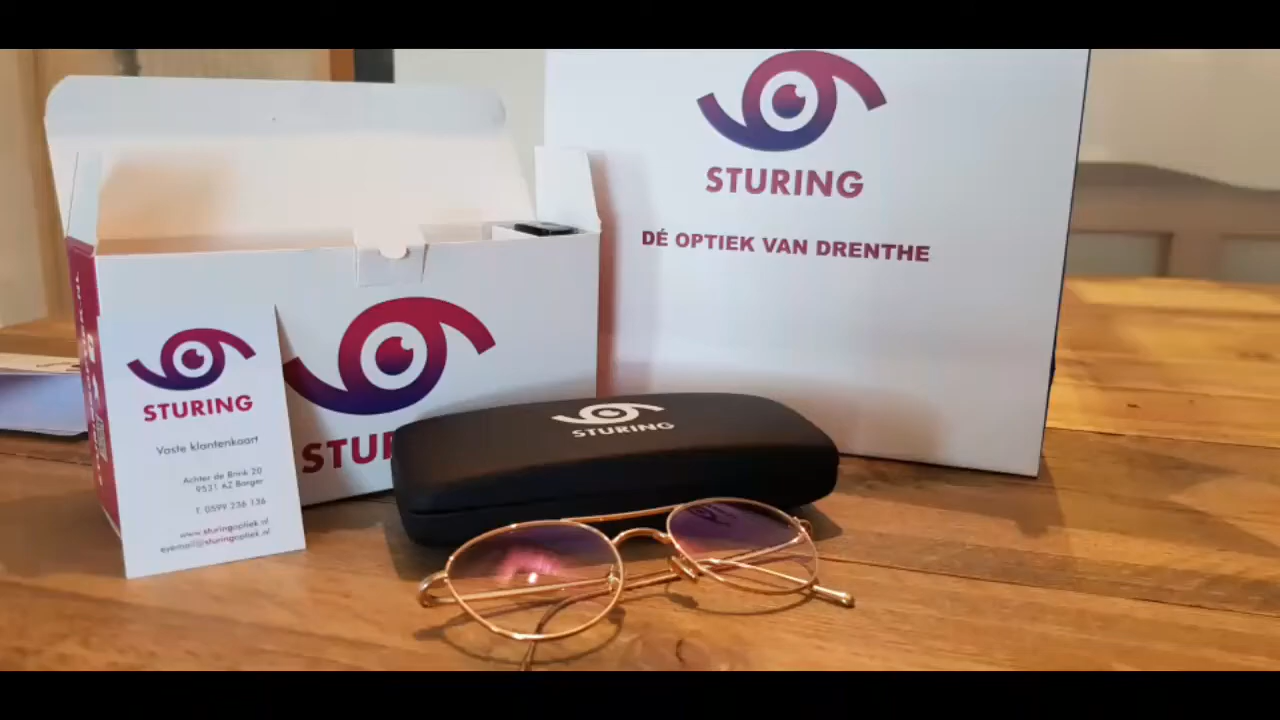 STURING
DÉ OPTIEK VAN DRENTHE
STURING
Vaste klantenkaart
Achter de Brink 20
9531 AZ Borger
T. 0599 236 136
www.sturingoptiek.nl
eyemail@sturingoptiek.nl
STUR
STURING